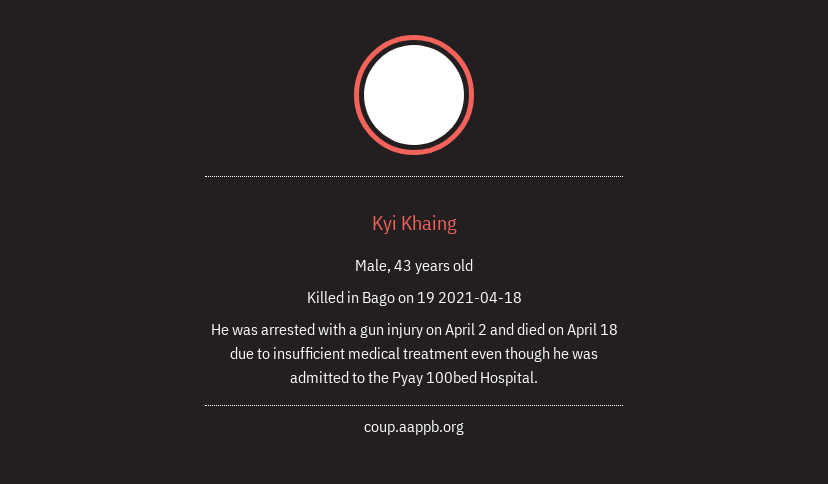 Kyi Khaing
Male, 43 years old
Killed in Bago on 19 2021-04-18
He was arrested with a gun injury on April 2 and died on April 18
due to insufficient medical treatment even though he was
admitted to the Pyay 100bed Hospital.
coup.aappb.org